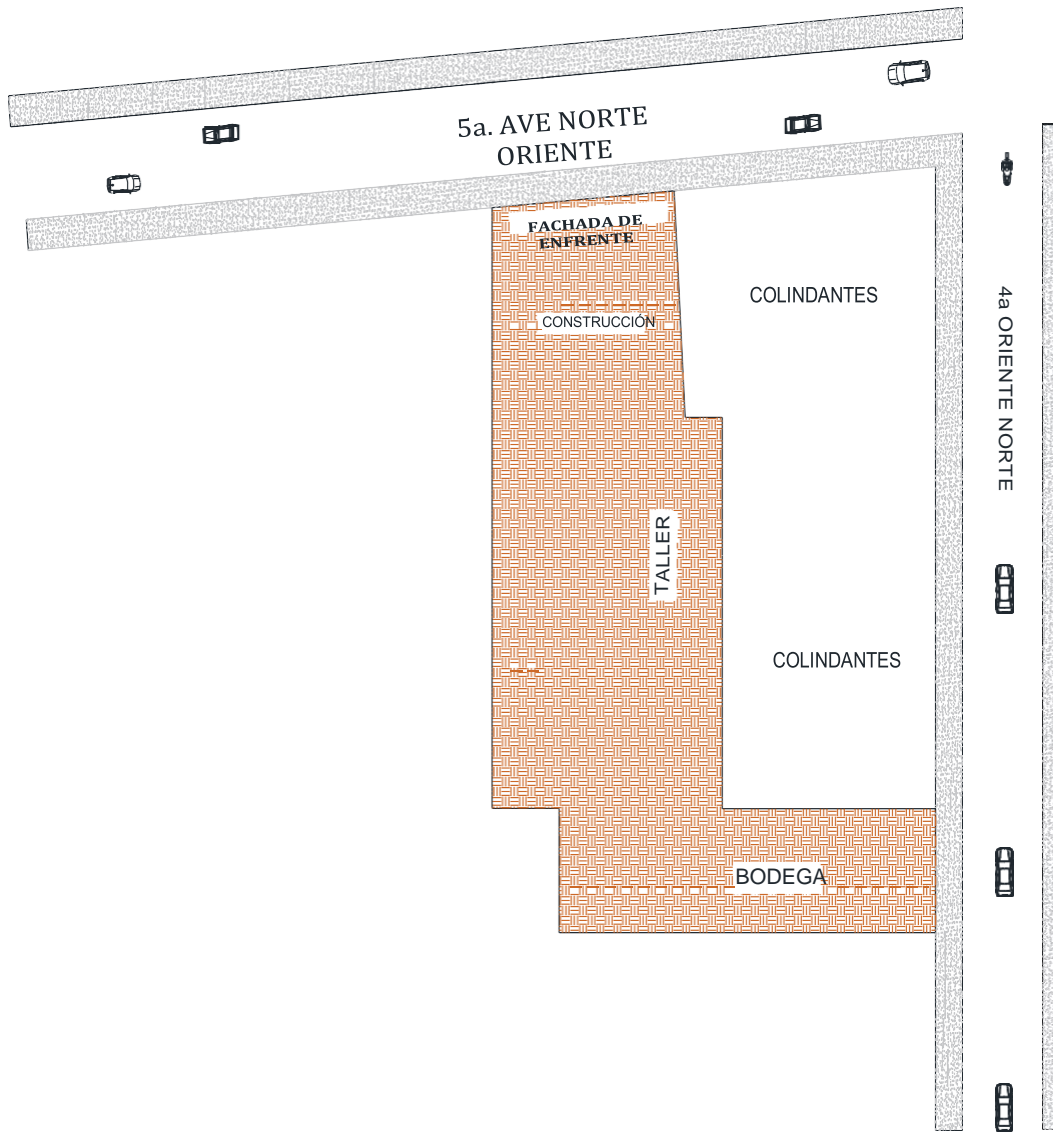 5a. AVE NORTE
ORIENTE
FACHADA DE
ENFRENTE
COLINDANTES
CONSTRUCCIÓN
4a ORIENTE NORTE
TALLER
COLINDANTES
BODEGA